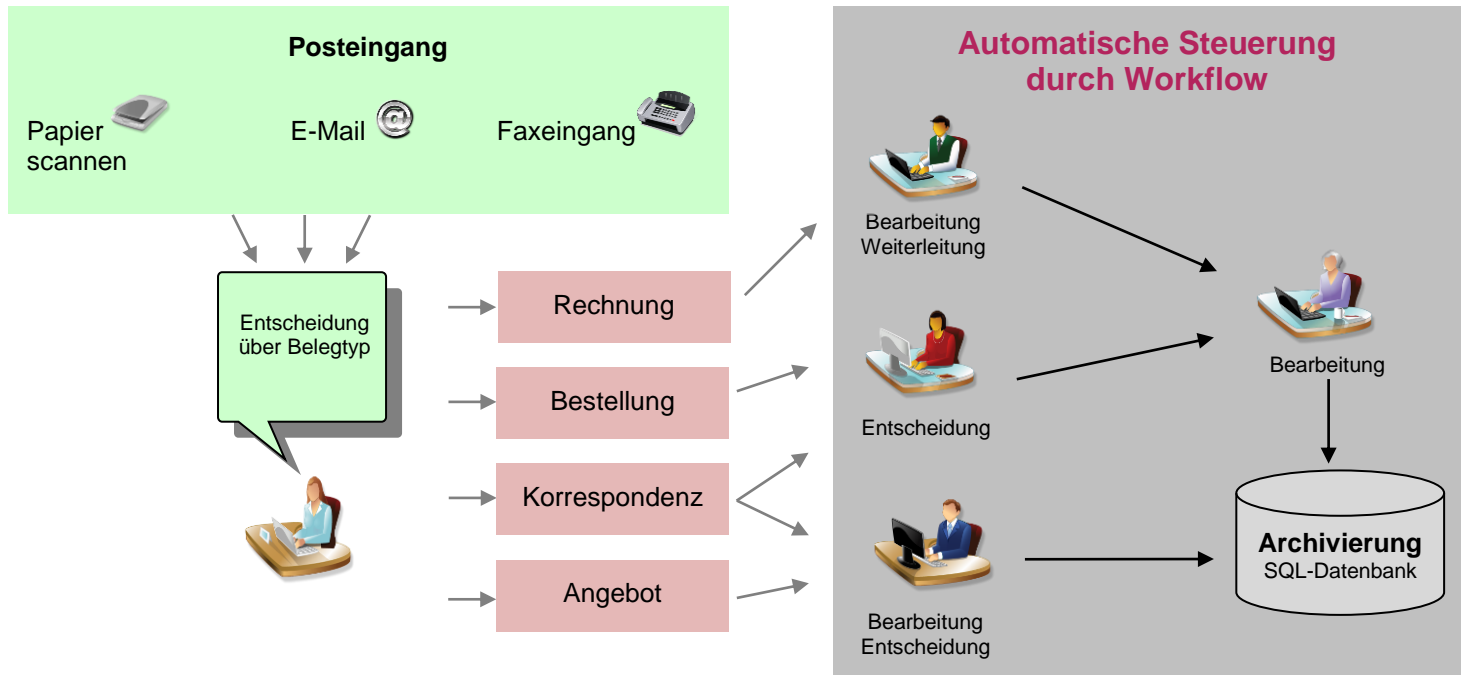 Posteingang
Papier
scannen
E-Mail
Faxeingang
Entscheidung
über Belegtyp
Rechnung
Bestellung
Korrespondenz
Angebot
Automatische Steuerung
durch Workflow
Bearbeitung
Weiterleitung
Entscheidung
Bearbeitung
Entscheidung
Bearbeitung
Archivierung
SQL-Datenbank